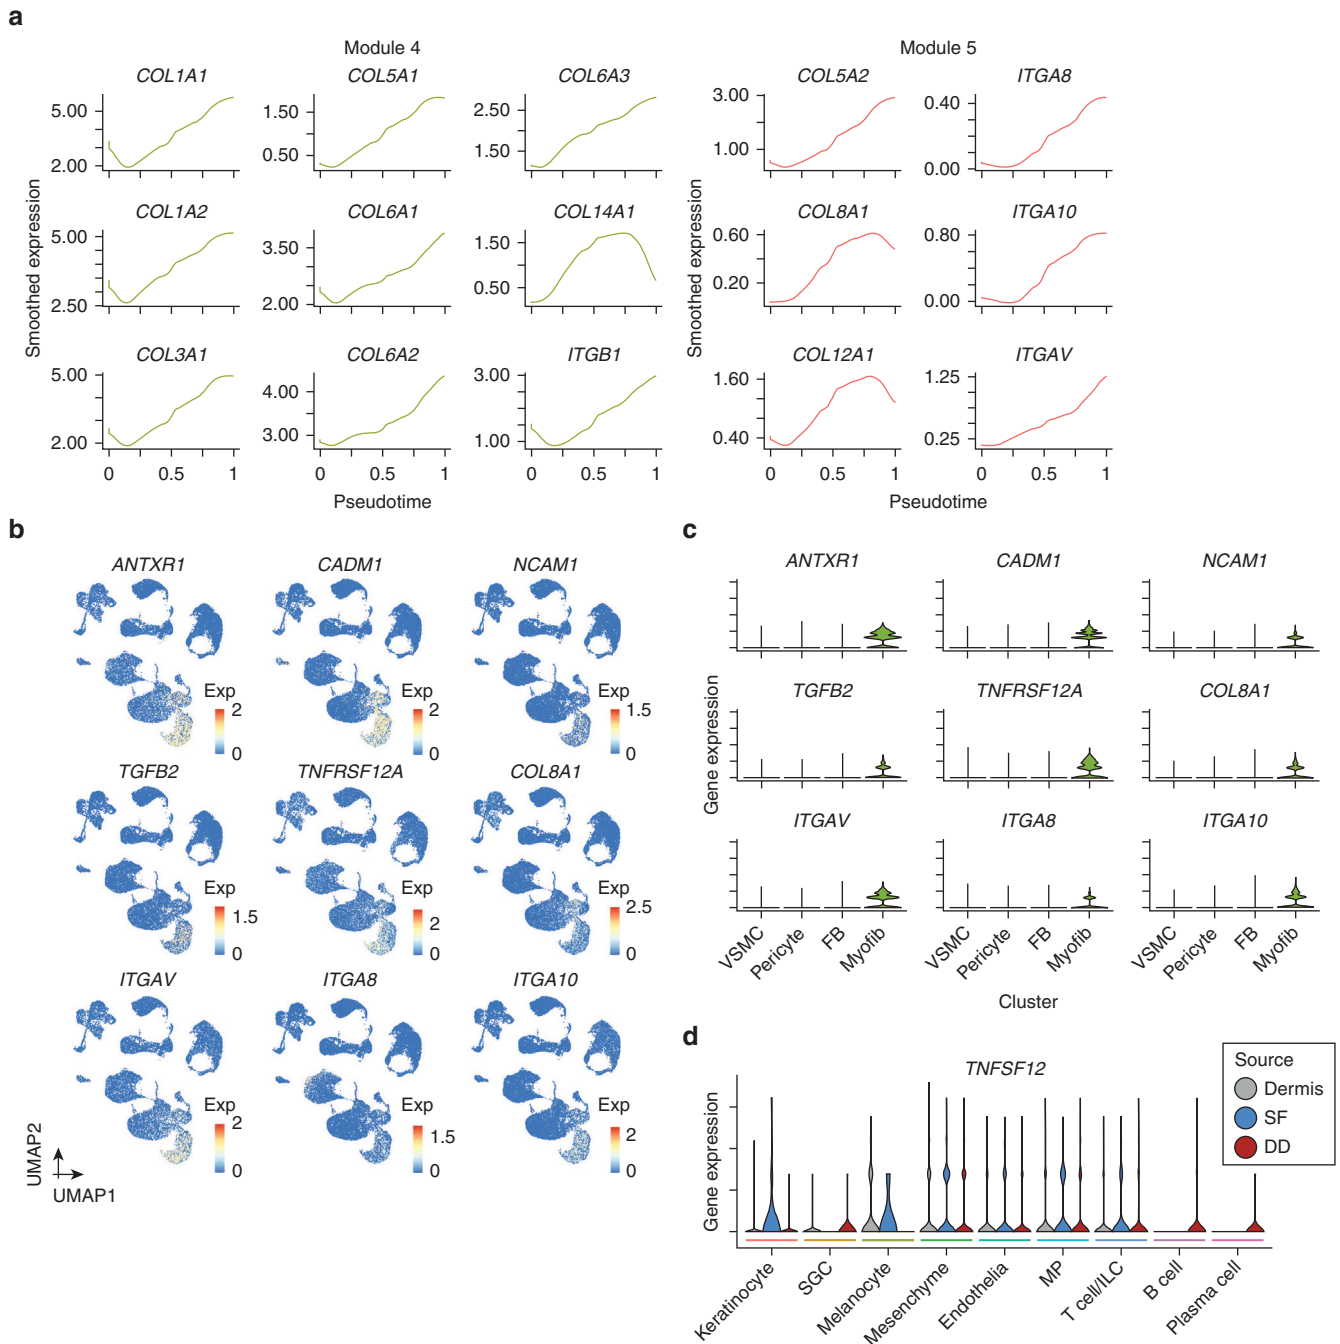 a
Module 4
Module 5
COL1A1
COL5A1
COL6A3
COL5A2
ITGA8
5.00
2.00
1.50
0.50
2.50
1.50
3.00
1.00
0.40
0.00
COL1A2
COL6A1
COL14A1
COL8A1
ITGA10
5.00
2.50
3.50
2.00
1.50
0.50
0.60
0.20
0.80
0.00
COL3A1
COL6A2
ITGB1
COL12A1
ITGAV
5.00
2.00
4.00
3.00
3.00
1.00
1.60
0.40
1.25
0.25
Smoothed expression
Smoothed expression
0 0.5 1
0 0.5 1
0 0.5 1
0 0.5 1
0 0.5 1
Pseudotime
Pseudotime
b
ANTXR1
CADM1
NCAM1
Exp
2
0
Exp
2
0
Exp
1.5
0
TGFB2
TNFRSF12A
COL8A1
Exp
1.5
0
Exp
2
0
Exp
2.5
0
ITGAV
ITGA8
ITGA10
Exp
2
0
Exp
1.5
0
Exp
2
0
UMAP2
UMAP1
c
ANTXR1
CADM1
NCAM1
TGFB2
TNFRSF12A
COL8A1
ITGAV
ITGA8
ITGA10
Gene expression
VSMC
Pericyte
FB
Myofib
VSMC
Pericyte
FB
Myofib
VSMC
Pericyte
FB
Myofib
Cluster
d
TNFSF12
Source
Dermis
SF
DD
Gene expression
Keratinocyte
SGC
Melanocyte
Mesenchyme
Endothelia
MP
T cell/ILC
B cell
Plasma cell